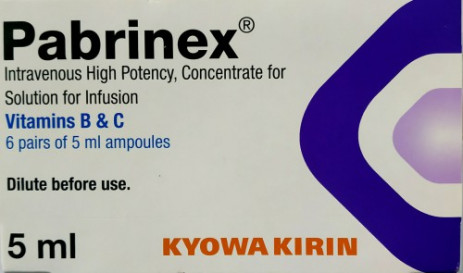 Pabrinex®
Intravenous High Potency, Concentrate for
Solution for Infusion
Vitamins B & C
6 pairs of 5 ml ampoules
Dilute before use.
5 ml
KYOWA KIRIN